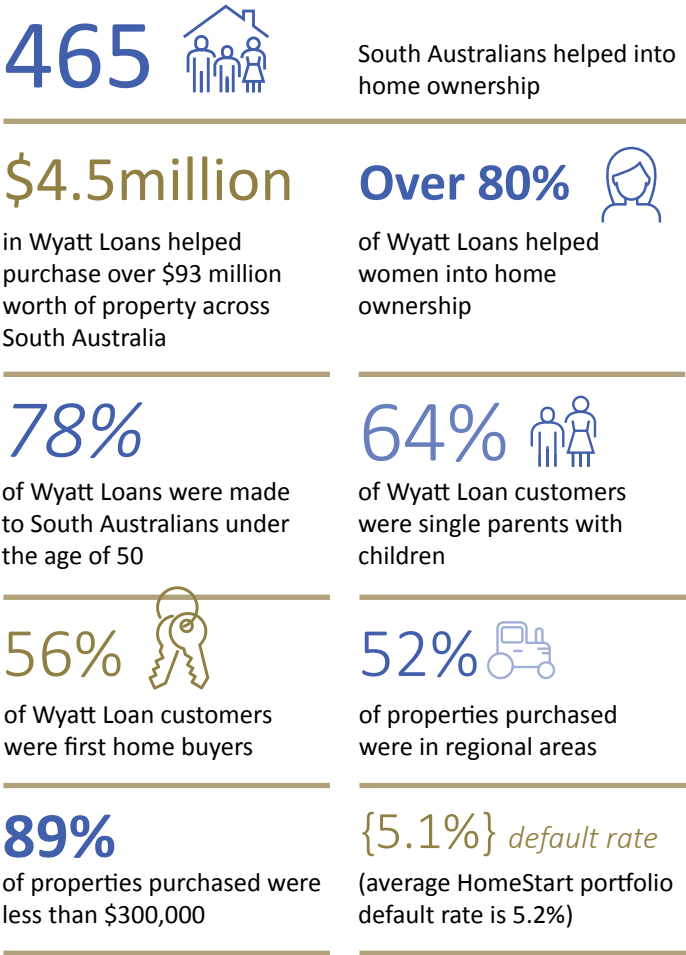 465
South Australians helped into
home ownership
$4.5million
in Wyatt Loans helped
purchase over $93 million
worth of property across
South Australia
Over 80%
of Wyatt Loans helped
women into home
ownership
78%
of Wyatt Loans were made
to South Australians under
the age of 50
64%
of Wyatt Loan customers
were single parents with
children
56%
of Wyatt Loan customers
were first home buyers
52%
of properties purchased
were in regional areas
89%
of properties purchased were
less than $300,000
{5.1%} default rate
(average HomeStart portfolio
default rate is 5.2%)